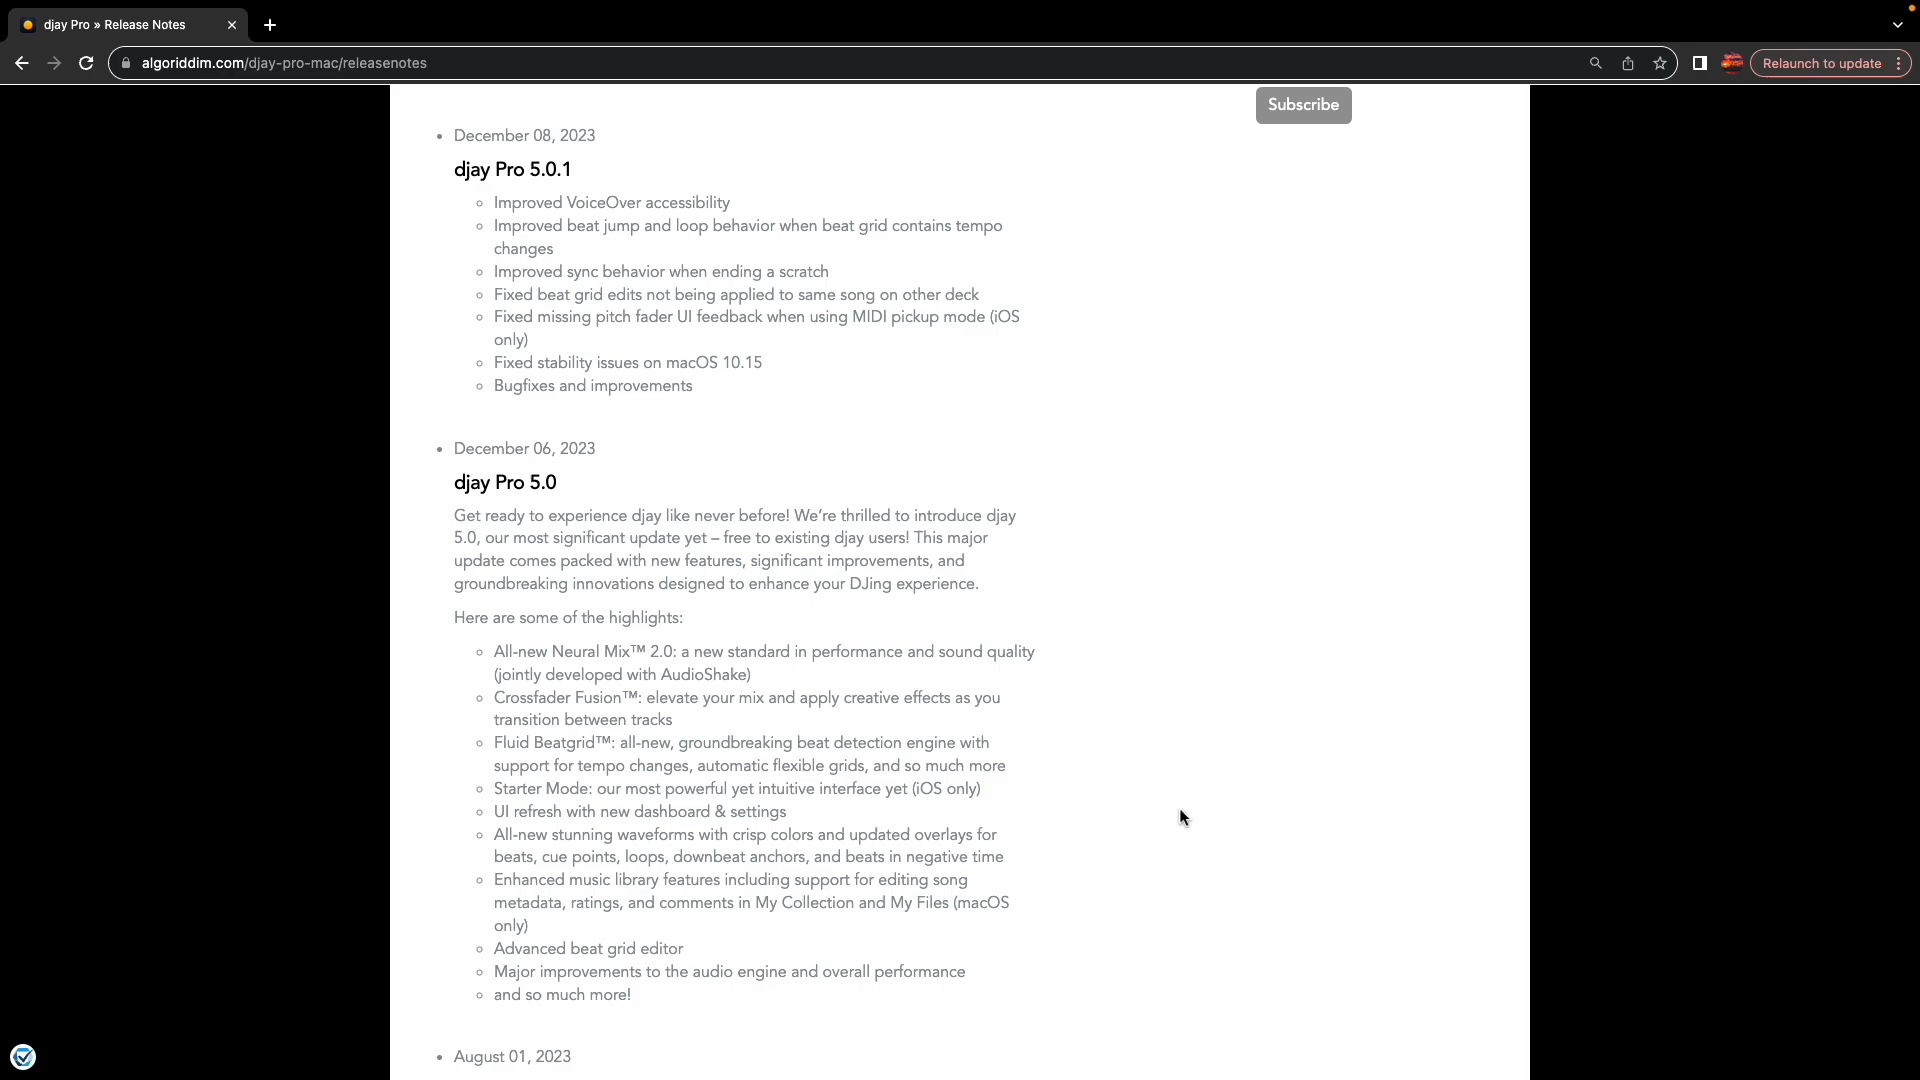 djay Pro » Release Notes
algoriddim.com/djay-pro-mac/releasenotes
Relaunch to update
Subscribe
December 08, 2023
djay Pro 5.0.1
Improved VoiceOver accessibility
Improved beat jump and loop behavior when beat grid contains tempo
changes
Improved sync behavior when ending a scratch
Fixed beat grid edits not being applied to same song on other deck
Fixed missing pitch fader UI feedback when using MIDI pickup mode (iOS
only)
Fixed stability issues on macOS 10.15
Bugfixes and improvements
December 06, 2023
djay Pro 5.0
Get ready to experience djay like never before! We’re thrilled to introduce djay
5.0, our most significant update yet – free to existing djay users! This major
update comes packed with new features, significant improvements, and
groundbreaking innovations designed to enhance your DJing experience.
Here are some of the highlights:
All-new Neural Mix™ 2.0: a new standard in performance and sound quality
(jointly developed with AudioShake)
Crossfader Fusion™: elevate your mix and apply creative effects as you
transition between tracks
Fluid Beatgrid™: all-new, groundbreaking beat detection engine with
support for tempo changes, automatic flexible grids, and so much more
Starter Mode: our most powerful yet intuitive interface yet (iOS only)
UI refresh with new dashboard & settings
All-new stunning waveforms with crisp colors and updated overlays for
beats, cue points, loops, downbeat anchors, and beats in negative time
Enhanced music library features including support for editing song
metadata, ratings, and comments in My Collection and My Files (macOS
only)
Advanced beat grid editor
Major improvements to the audio engine and overall performance
and so much more!
August 01, 2023